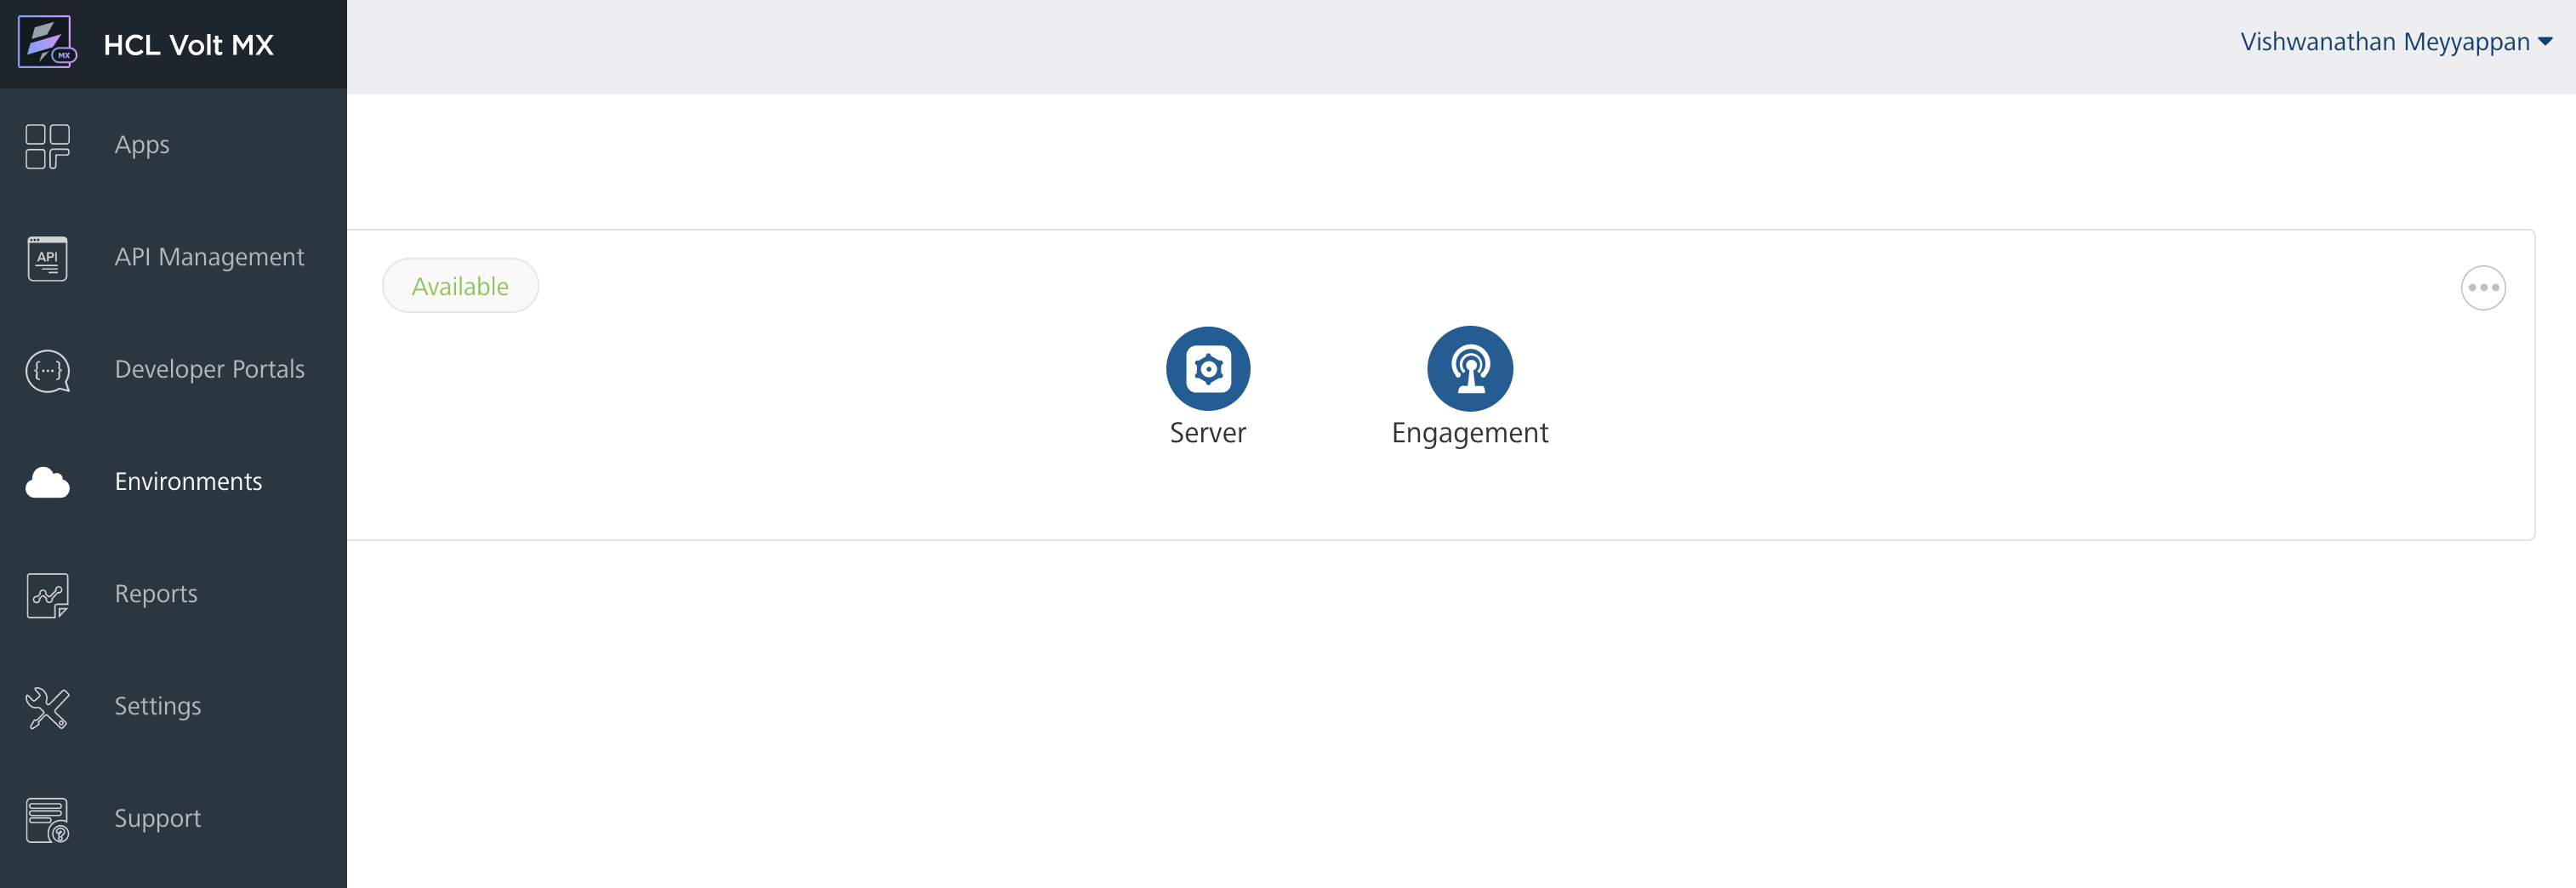 HCL Volt MX
MX
Vishwanathan Meyyappan
Apps
API
API Management
Developer Portals
Environments
Reports
Settings
Support
Available
Server
Engagement